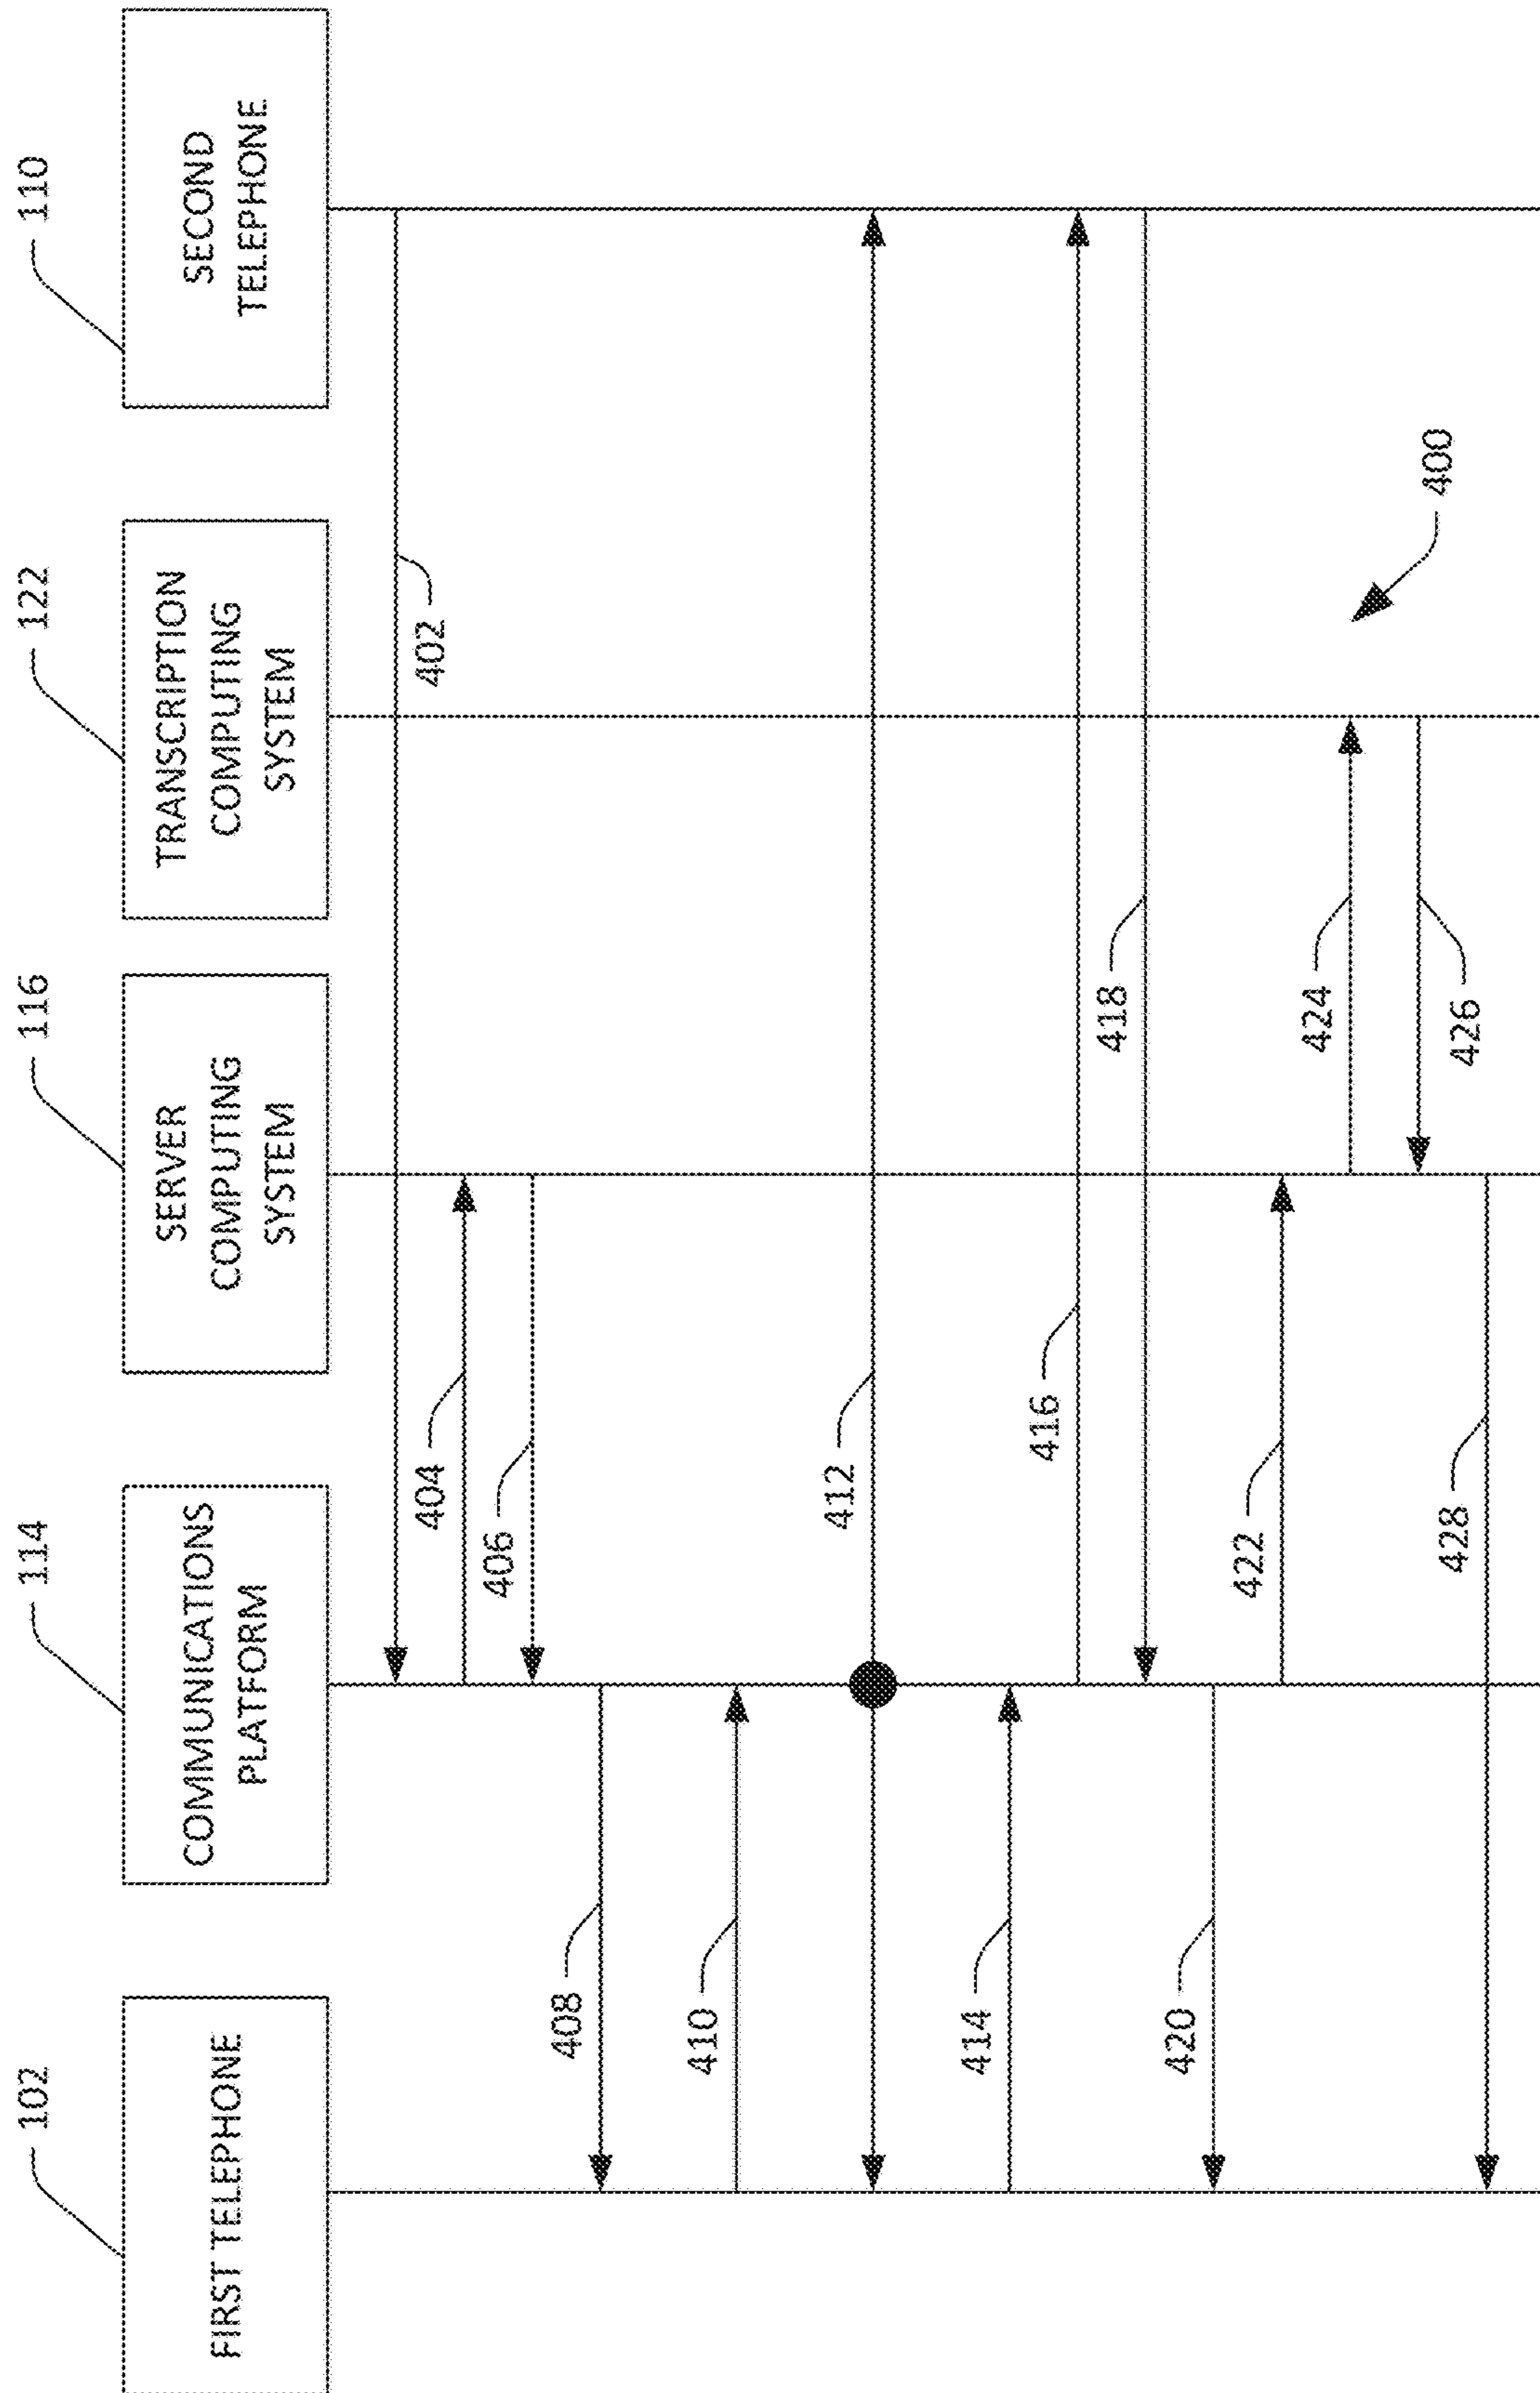 102
114
116
122
110
FIRST TELEPHONE
COMMUNICATIONS
PLATFORM
SERVER
COMPUTING
SYSTEM
TRANSCRIPTION
COMPUTING
SYSTEM
SECOND
TELEPHONE
402
404
406
408
410
412
414
416
418
420
422
424
426
428
400